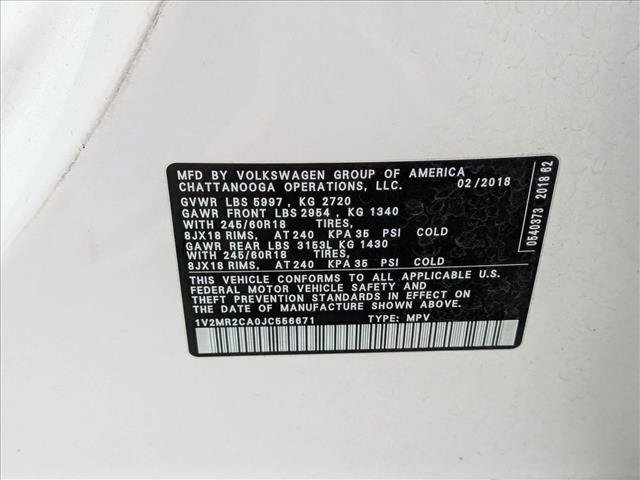 MFD BY VOLKSWAGEN GROUP OF AMERICA
CHATTANOOGA OPERATIONS, LLC. 02/2018
GVWR LBS 5997, KG 2720
GAWR FRONT LBS 2954, KG 1340
WITH 245/60R18 TIRES,
8JX18 RIMS, AT 240 KPA 35 PSI COLD
GAWR REAR LBS 3153L KG 1430
WITH 245/60R18 TIRES,
8JX18 RIMS, AT 240 KPA 35 PSI COLD
THIS VEHICLE CONFORMS TO ALL APPLICABLE U.S.
FEDERAL MOTOR VEHICLE SAFETY AND
THEFT PREVENTION STANDARDS IN EFFECT ON
THE DATE OF MANUFACTURE SHOWN ABOVE.
1V2MR2CA0JC556671 TYPE: MPV
0540373 2018 62